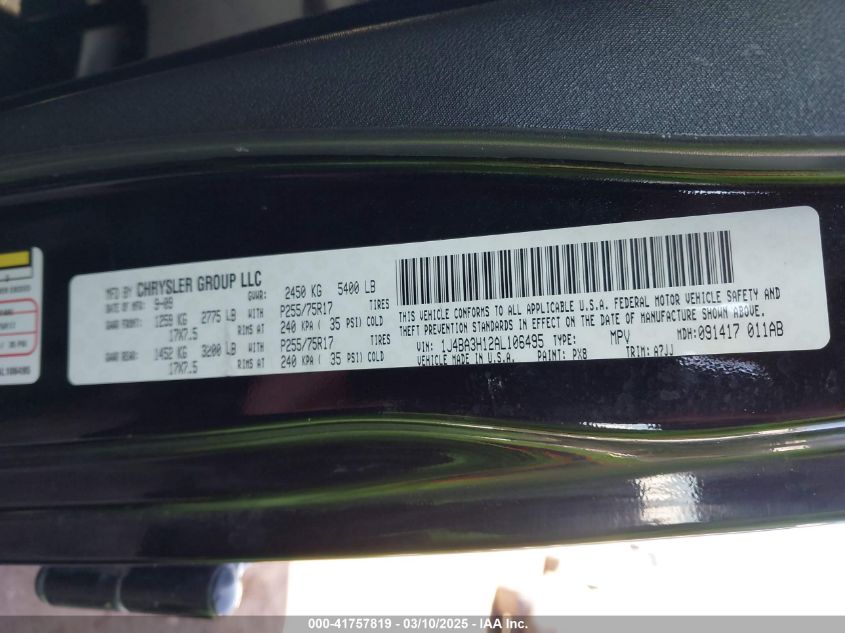 MFD BY CHRYSLER GROUP LLC
DATE OF MFR: 9-09 GVWR: 2450 KG 5400 LB
GAWR FRONT: 1259 KG 2775 LB WITH P255/75R17 TIRES
17X7.5 RIMS AT 240 KPA ( 35 PSI) COLD
GAWR REAR: 1452 KG 3200 LB WITH P255/75R17 TIRES
17X7.5 RIMS AT 240 KPA ( 35 PSI) COLD
THIS VEHICLE CONFORMS TO ALL APPLICABLE U.S.A. FEDERAL MOTOR VEHICLE SAFETY AND
THEFT PREVENTION STANDARDS IN EFFECT ON THE DATE OF MANUFACTURE SHOWN ABOVE.
VIN: 1J4BA3H12AL106495 TYPE: MPV MDH: 091417 011AB
VEHICLE MADE IN U.S.A. PAINT: PX8 TRIM: A7JJ
AL106495
000-41757819 — 03/10/2025 — IAA, Inc.